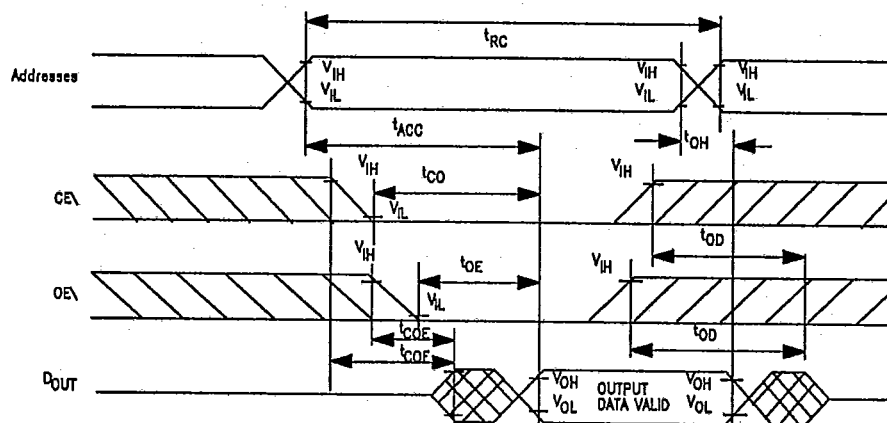 tRC
Addresses
VIH
VIL
VIH
VIL
VIH
VIL
tACC
tOH
CE\
VIH
VIL
tCO
VIH
tOD
OE\
VIH
VIL
tOE
VIH
tOD
tCOE
tCOE
DOUT
VOH
VOL
OUTPUT
DATA VALID
VOH
VOL